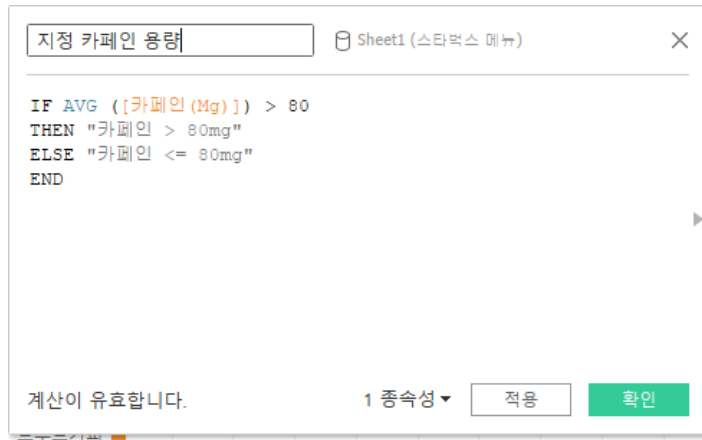 지정 카페인 용량
Sheet1 (스타벅스 메뉴)
IF AVG ([카페인(Mg)]) > 80
THEN "카페인 > 80mg"
ELSE "카페인 <= 80mg"
END
계산이 유효합니다.
1 종속성
적용
확인